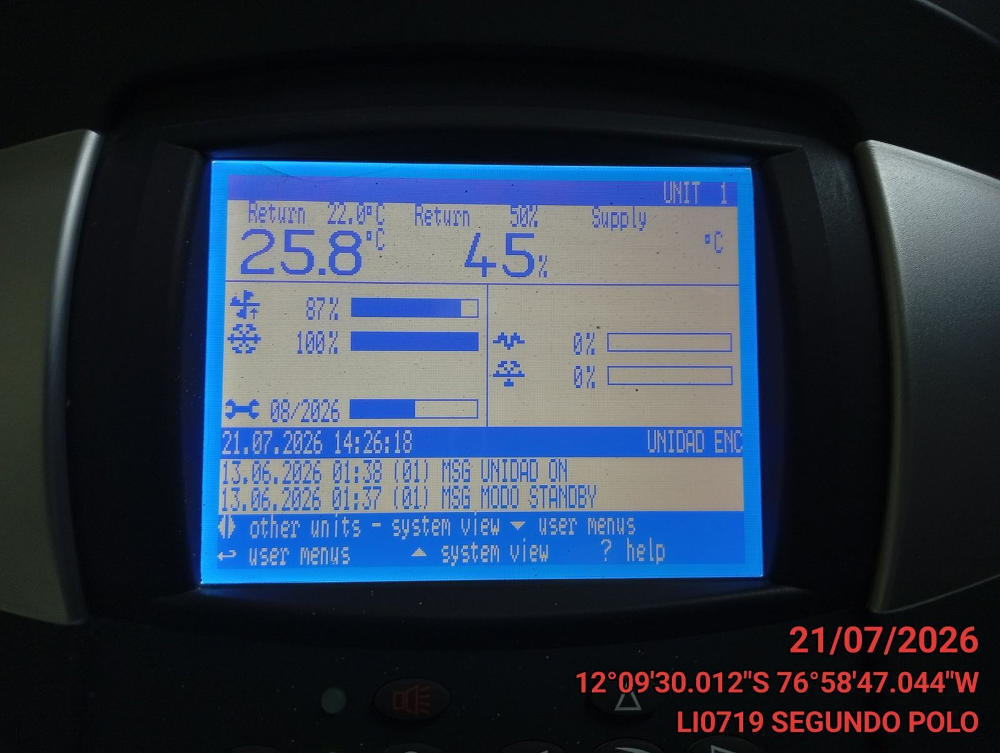 UNIT 1
Return 22.0ºC Return 50% Supply
25.8ºC 45% ºC
87%
100% 0%
0%
08/2026
21.07.2026 14:26:18 UNIDAD ENC
13.06.2026 01:38 (01) MSG UNIDAD ON
13.06.2026 01:37 (01) MSG MODO STANDBY
other units - system view ▼ user menus
↵ user menus ▲ system view ? help
21/07/2026
12°09'30.012"S 76°58'47.044"W
LI0719 SEGUNDO POLO